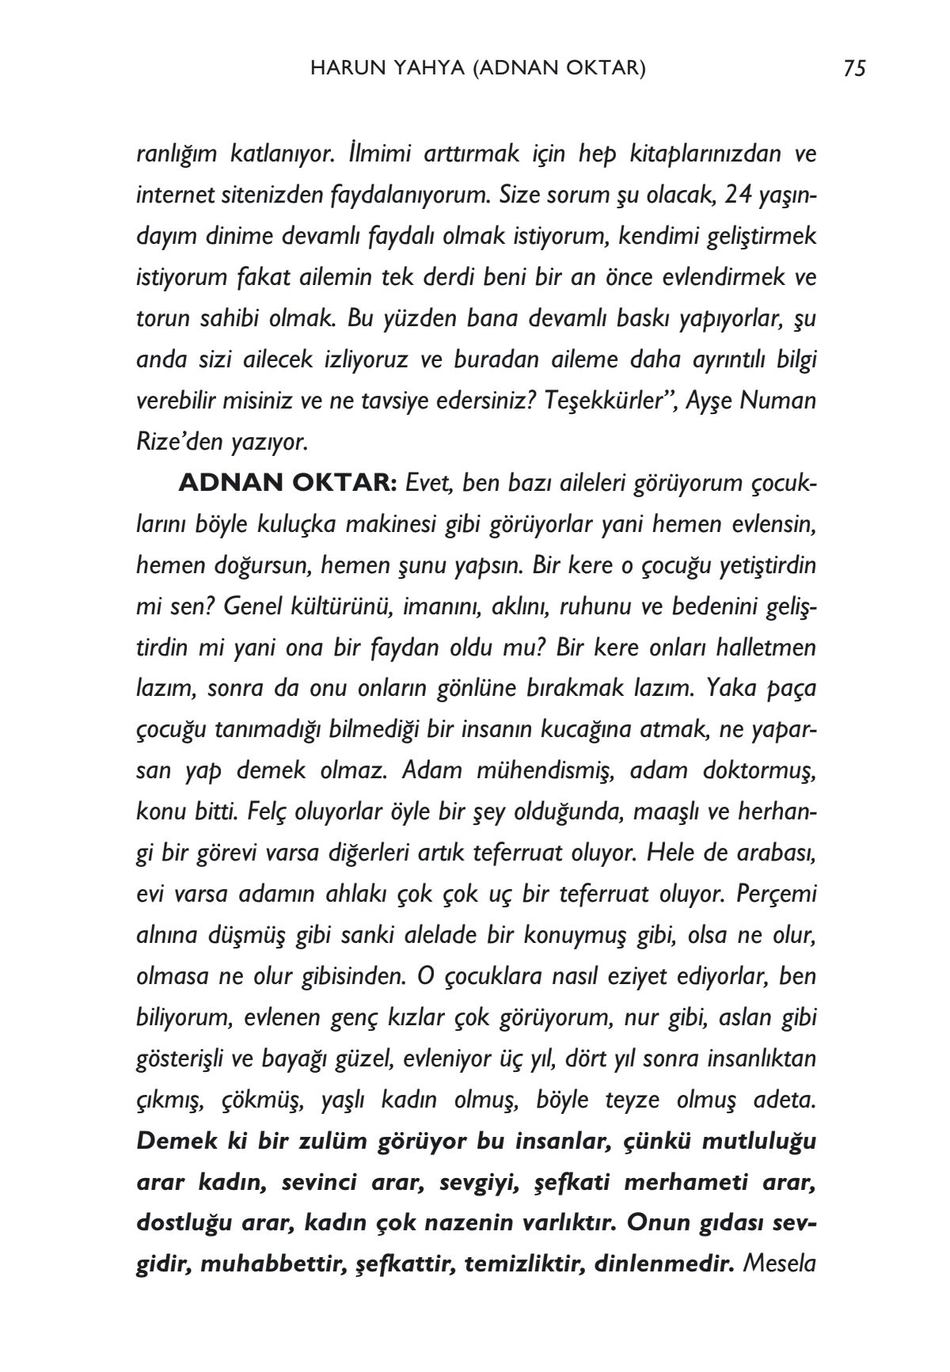 HARUN YAHYA (ADNAN OKTAR) 75
ranlığım katlanıyor. İlmimi arttırmak için hep kitaplarınızdan ve
internet sitenizden faydalanıyorum. Size sorum şu olacak, 24 yaşın-
dayım dinime devamlı faydalı olmak istiyorum, kendimi geliştirmek
istiyorum fakat ailemin tek derdi beni bir an önce evlendirmek ve
torun sahibi olmak. Bu yüzden bana devamlı baskı yapıyorlar, şu
anda sizi ailecek izliyoruz ve buradan aileme daha ayrıntılı bilgi
verebilir misiniz ve ne tavsiye edersiniz? Teşekkürler”, Ayşe Numan
Rize’den yazıyor.
ADNAN OKTAR: Evet, ben bazı aileleri görüyorum çocuk-
larını böyle kuluçka makinesi gibi görüyorlar yani hemen evlensin,
hemen doğursun, hemen şunu yapsın. Bir kere o çocuğu yetiştirdin
mi sen? Genel kültürünü, imanını, aklını, ruhunu ve bedenini geliş-
tirdin mi yani ona bir faydan oldu mu? Bir kere onları halletmen
lazım, sonra da onu onların gönlüne bırakmak lazım. Yaka paça
çocuğu tanımadığı bilmediği bir insanın kucağına atmak, ne yapar-
san yap demek olmaz. Adam mühendismiş, adam doktormuş,
konu bitti. Felç oluyorlar öyle bir şey olduğunda, maaşlı ve herhan-
gi bir görevi varsa diğerleri artık teferruat oluyor. Hele de arabası,
evi varsa adamın ahlakı çok çok uç bir teferruat oluyor. Perçemi
alnına düşmüş gibi sanki alelade bir konuymuş gibi, olsa ne olur,
olmasa ne olur gibisinden. O çocuklara nasıl eziyet ediyorlar, ben
biliyorum, evlenen genç kızlar çok görüyorum, nur gibi, aslan gibi
gösterişli ve bayağı güzel, evleniyor üç yıl, dört yıl sonra insanlıktan
çıkmış, çökmüş, yaşlı kadın olmuş, böyle teyze olmuş adeta.
Demek ki bir zulüm görüyor bu insanlar, çünkü mutluluğu
arar kadın, sevinci arar, sevgiyi, şefkati merhameti arar,
dostluğu arar, kadın çok nazenin varlıktır. Onun gıdası sev-
gidir, muhabbettir, şefkattir, temizliktir, dinlenmedir. Mesela